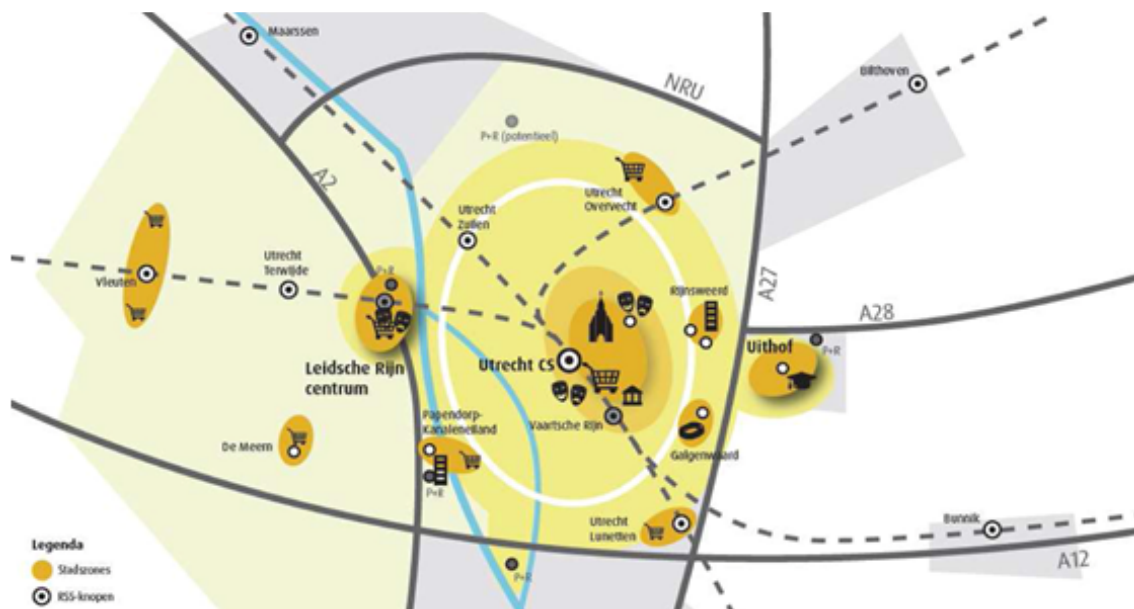 Maarssen
NRU
Bilthoven
P+R (potentieel)
A2
Utrecht
Overvecht
Utrecht
Zuilen
Utrecht
Terwijde
Vleuten
P+R
A27
Rijnsweerd
A28
Leidsche Rijn
centrum
Utrecht CS
Uithof
P+R
Papendorp-
Kanaleneiland
Vaartsche Rijn
De Meern
Galgenwaard
P+R
Utrecht
Lunetten
Bunnik
P+R
A12
Legenda
Stadszones
RSS-knopen